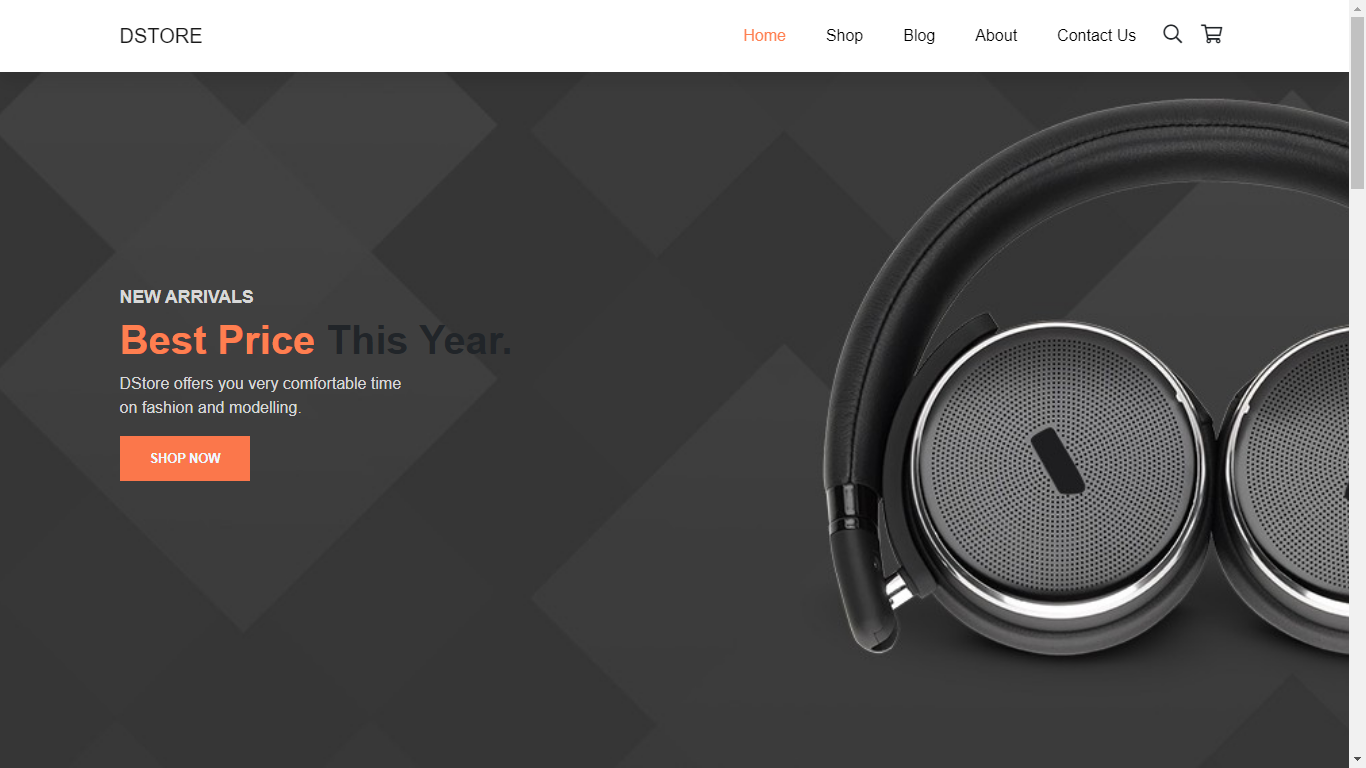 DSTORE
Home Shop Blog About Contact Us
NEW ARRIVALS
Best Price This Year.
DStore offers you very comfortable time
on fashion and modelling.
SHOP NOW